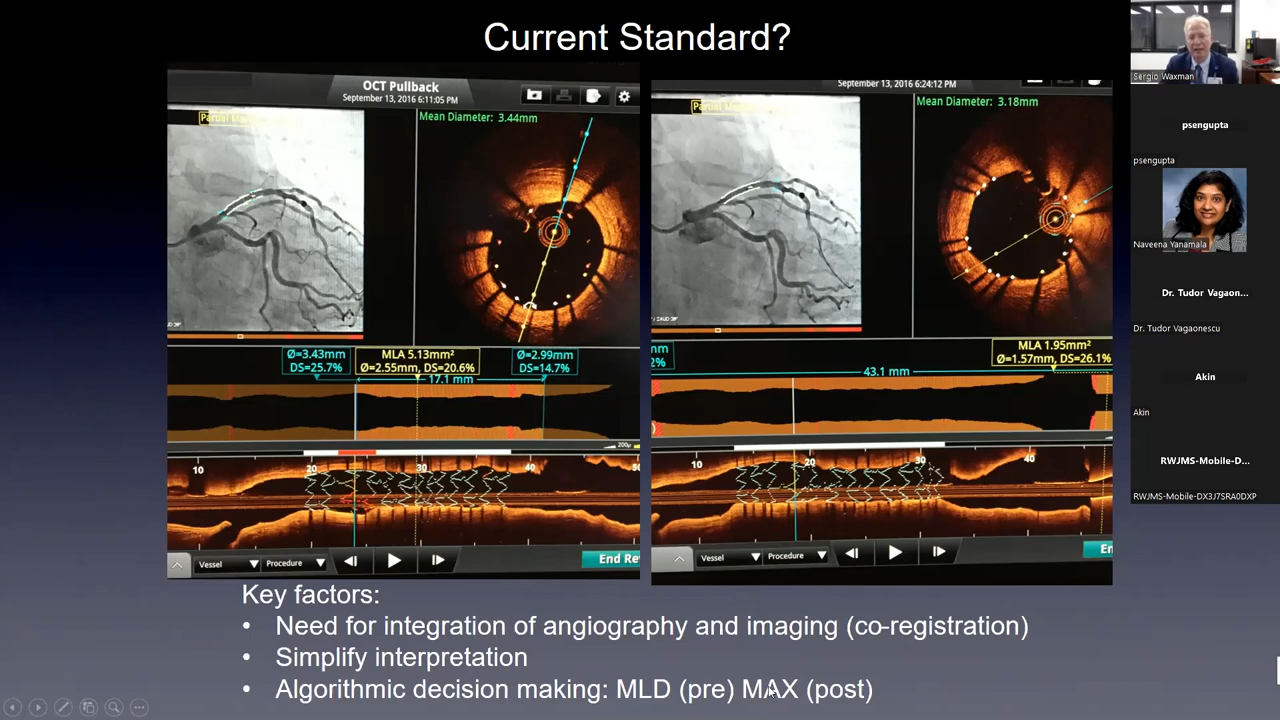 Current Standard?
OCT Pullback
September 13, 2016 6:11:05 PM
Mean Diameter: 3.44mm
Ø=3.43mm
DS=25.7%
MLA 5.13mm²
Ø=2.55mm, DS=20.6%
Ø=2.99mm
DS=14.7%
17.1 mm
200µ
10 20 30 40 50
Vessel
Procedure
End Re
September 13, 2016 6:24:12 PM
Mean Diameter: 3.18mm
mm
2%
MLA 1.95mm²
Ø=1.57mm, DS=26.1%
43.1 mm
10 20 30 40
Vessel
Procedure
En
Key factors:
• Need for integration of angiography and imaging (co-registration)
• Simplify interpretation
• Algorithmic decision making: MLD (pre) MAX (post)
Sergio Waxman
psengupta
psengupta
Naveena Yanamala
Dr. Tudor Vagaon...
Dr. Tudor Vagaonescu
Akin
Akin
RWJMS-Mobile-D...
RWJMS-Mobile-DX3J7SRA0DXP